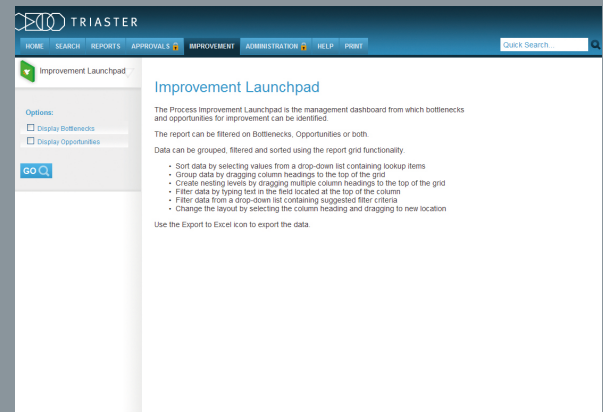 TRIASTER
HOME SEARCH REPORTS APPROVALS IMPROVEMENT ADMINISTRATION HELP PRINT Quick Search...
Improvement Launchpad
Options:
Display Bottlenecks
Display Opportunities
GO
Improvement Launchpad
The Process Improvement Launchpad is the management dashboard from which bottlenecks
and opportunities for improvement can be identified.
The report can be filtered on Bottlenecks, Opportunities or both.
Data can be grouped, filtered and sorted using the report grid functionality.
• Sort data by selecting values from a drop-down list containing lookup items
• Group data by dragging column headings to the top of the grid
• Create nesting levels by dragging multiple column headings to the top of the grid
• Filter data by typing text in the field located at the top of the column
• Filter data from a drop-down list containing suggested filter criteria
• Change the layout by selecting the column heading and dragging to new location
Use the Export to Excel icon to export the data.